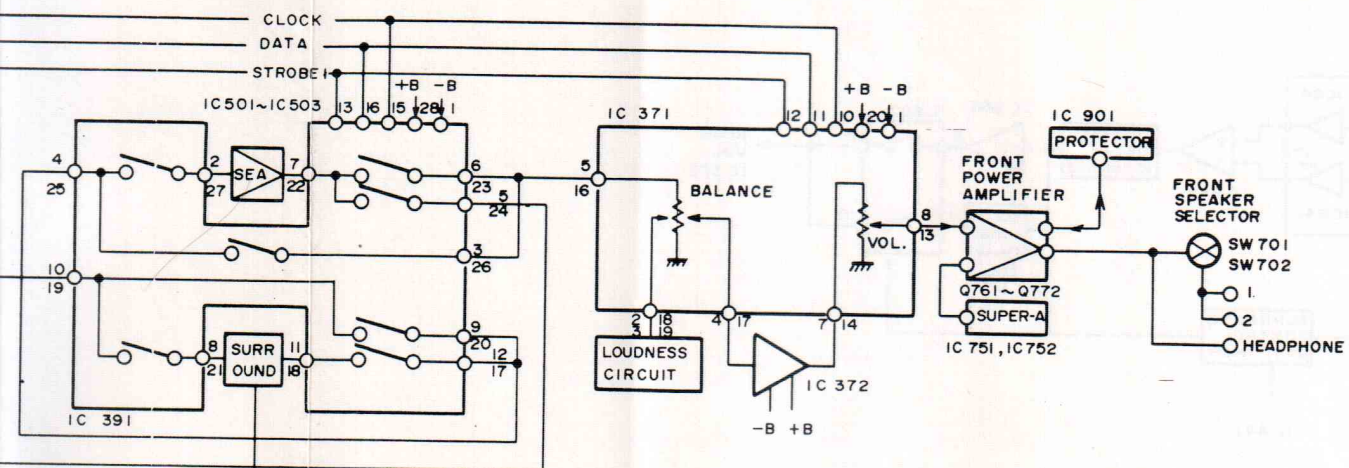 CLOCK
DATA
STROBE 1
+B -B
IC501~IC503
13 16 15 28 1
4
25
2
27
SEA
7
22
6
23
5
24
3
26
10
19
8
21
SURR
OUND
11
18
9
20
12
17
IC 391
+B -B
IC 371
12 11 10 20 1
5
16
BALANCE
VOL.
8
13
2 18
3 19
4 17
7 14
LOUDNESS
CIRCUIT
IC 372
-B +B
IC 901
PROTECTOR
FRONT
POWER
AMPLIFIER
Q761~Q772
SUPER-A
IC 751, IC752
FRONT
SPEAKER
SELECTOR
SW701
SW702
1
2
HEADPHONE